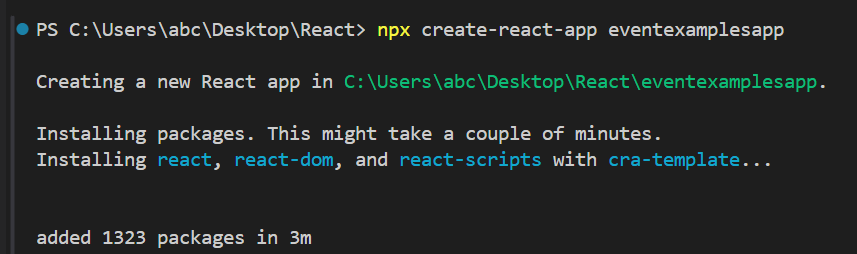 PS C:\Users\abc\Desktop\React> npx create-react-app eventexamplesapp
Creating a new React app in C:\Users\abc\Desktop\React\eventexamplesapp.
Installing packages. This might take a couple of minutes.
Installing react, react-dom, and react-scripts with cra-template...
added 1323 packages in 3m